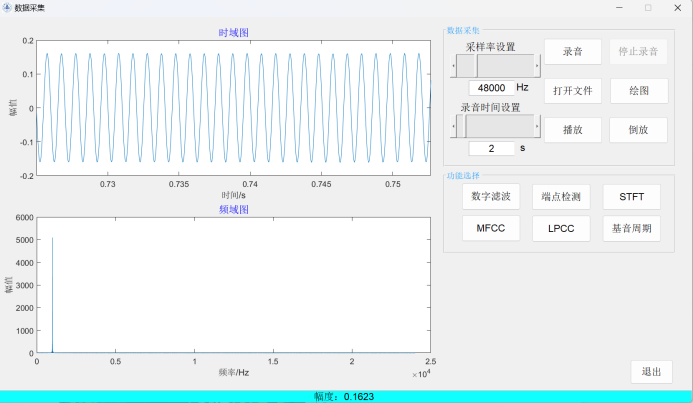 数据采集
时域图
0.2
0.1
0
-0.1
-0.2
幅值
0.73
0.735
0.74
0.745
0.75
时间/s
频域图
6000
5000
4000
3000
2000
1000
0
幅值
0
0.5
1
1.5
2
2.5
×10⁴
频率/Hz
数据采集
采样率设置
48000 Hz
录音时间设置
2 s
录音
停止录音
打开文件
绘图
播放
倒放
功能选择
数字滤波
端点检测
STFT
MFCC
LPCC
基音周期
退出
幅度：0.1623